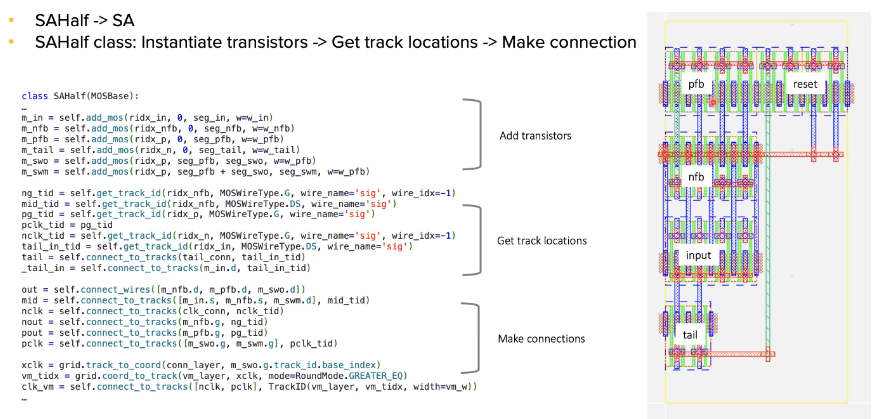 SAHalf -> SA
SAHalf class: Instantiate transistors -> Get track locations -> Make connection
class SAHalf(MOSBase):
…
m_in = self.add_mos(ridx_in, 0, seg_in, w=w_in)
m_nfb = self.add_mos(ridx_nfb, 0, seg_nfb, w=w_nfb)
m_pfb = self.add_mos(ridx_p, 0, seg_pfb, w=w_pfb)
m_tail = self.add_mos(ridx_n, 0, seg_tail, w=w_tail)
m_swo = self.add_mos(ridx_p, seg_pfb, seg_swo, w=w_pfb)
m_swm = self.add_mos(ridx_p, seg_pfb + seg_swo, seg_swm, w=w_pfb)
Add transistors
ng_tid = self.get_track_id(ridx_nfb, MOSWireType.G, wire_name='sig', wire_idx=-1)
mid_tid = self.get_track_id(ridx_nfb, MOSWireType.DS, wire_name='sig')
pg_tid = self.get_track_id(ridx_p, MOSWireType.G, wire_name='sig')
pclk_tid = pg_tid
nclk_tid = self.get_track_id(ridx_n, MOSWireType.G, wire_name='sig', wire_idx=-1)
tail_in_tid = self.get_track_id(ridx_in, MOSWireType.DS, wire_name='sig')
tail = self.connect_to_tracks(tail_conn, tail_in_tid)
_tail_in = self.connect_to_tracks(m_in.d, tail_in_tid)
Get track locations
out = self.connect_wires([m_nfb.d, m_pfb.d, m_swo.d])
mid = self.connect_to_tracks([m_in.s, m_nfb.s, m_swm.d], mid_tid)
nclk = self.connect_to_tracks(clk_conn, nclk_tid)
nout = self.connect_to_tracks(m_nfb.g, ng_tid)
pout = self.connect_to_tracks(m_pfb.g, pg_tid)
pclk = self.connect_to_tracks([m_swo.g, m_swm.g], pclk_tid)
Make connections
xclk = grid.track_to_coord(conn_layer, m_swo.g.track_id.base_index)
vm_tidx = grid.coord_to_track(vm_layer, xclk, mode=RoundMode.GREATER_EQ)
clk_vm = self.connect_to_tracks([nclk, pclk], TrackID(vm_layer, vm_tidx, width=vm_w))
…
pfb
reset
nfb
input
tail